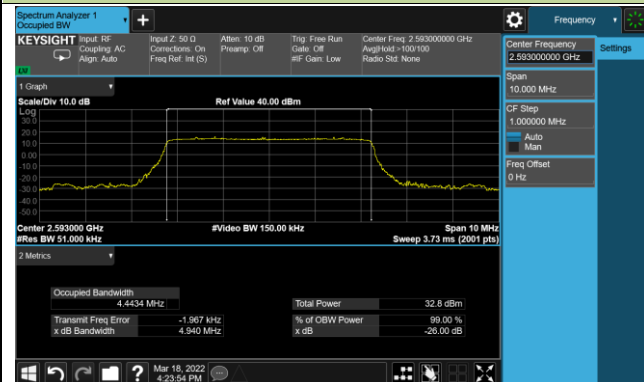 Spectrum Analyzer 1
Occupied BW
+
Frequency
KEYSIGHT
Input: RF
Coupling: AC
Align: Auto
Input Z: 50 Ω
Corrections: On
Freq Ref: Int (S)
Atten: 10 dB
Preamp: Off
Trig: Free Run
Gate: Off
#IF Gain: Low
Center Freq: 2.593000000 GHz
Avg|Hold:>100/100
Radio Std: None
LXI
Center Frequency
2.593000000 GHz
Settings
Span
10.000 MHz
CF Step
1.000000 MHz
Auto
Man
Freq Offset
0 Hz
1 Graph
Scale/Div 10.0 dB
Ref Value 40.00 dBm
Log
30.0
20.0
10.0
0.00
-10.0
-20.0
-30.0
-40.0
-50.0
Center 2.593000 GHz
#Video BW 150.00 kHz
Span 10 MHz
#Res BW 51.000 kHz
Sweep 3.73 ms (2001 pts)
2 Metrics
Occupied Bandwidth
4.4434 MHz
Total Power 32.8 dBm
Transmit Freq Error -1.967 kHz
% of OBW Power 99.00 %
x dB Bandwidth 4.940 MHz
x dB -26.00 dB
?
Mar 18, 2022
4:23:54 PM